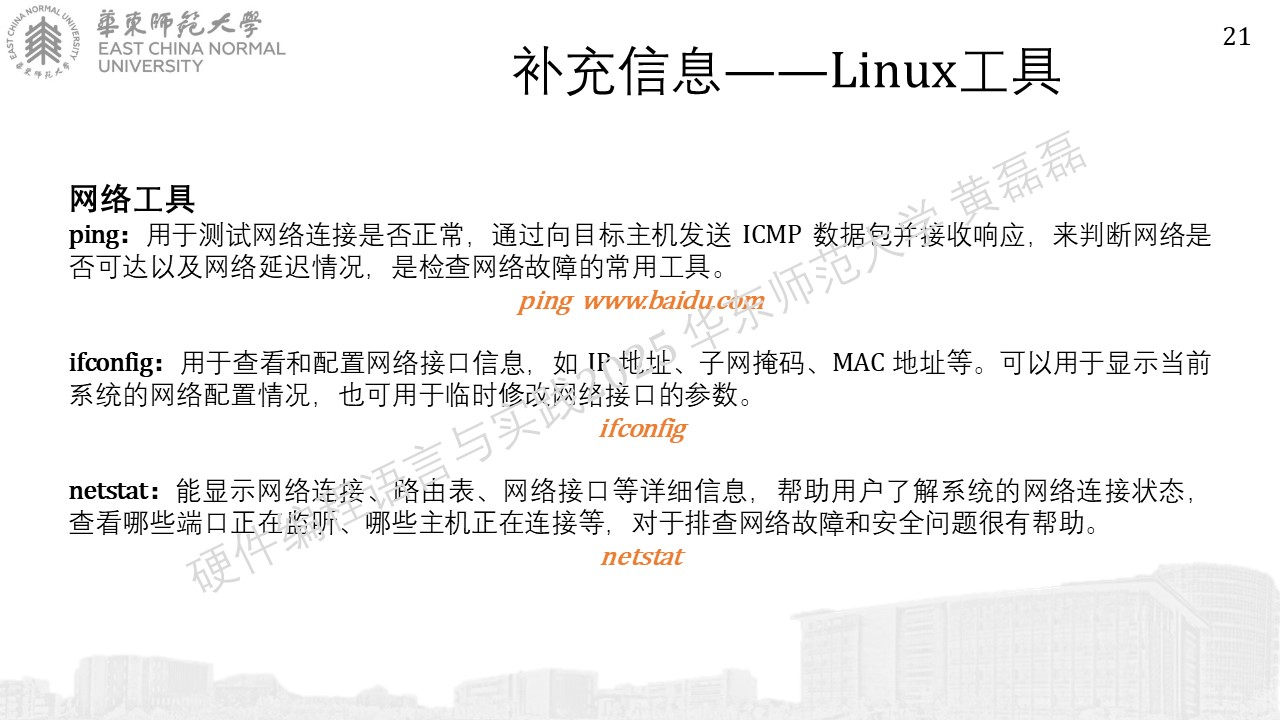 華東師范大學
EAST CHINA NORMAL
UNIVERSITY
EAST CHINA NORMAL UNIVERSITY
華東師范大學
21
补充信息——Linux工具
网络工具
ping：用于测试网络连接是否正常，通过向目标主机发送 ICMP 数据包并接收响应，来判断网络是
否可达以及网络延迟情况，是检查网络故障的常用工具。
ping www.baidu.com
ifconfig：用于查看和配置网络接口信息，如 IP 地址、子网掩码、MAC 地址等。可以用于显示当前
系统的网络配置情况，也可用于临时修改网络接口的参数。
ifconfig
netstat：能显示网络连接、路由表、网络接口等详细信息，帮助用户了解系统的网络连接状态，
查看哪些端口正在监听、哪些主机正在连接等，对于排查网络故障和安全问题很有帮助。
netstat
硬件编程语言与实践2025 华东师范大学 黄磊磊